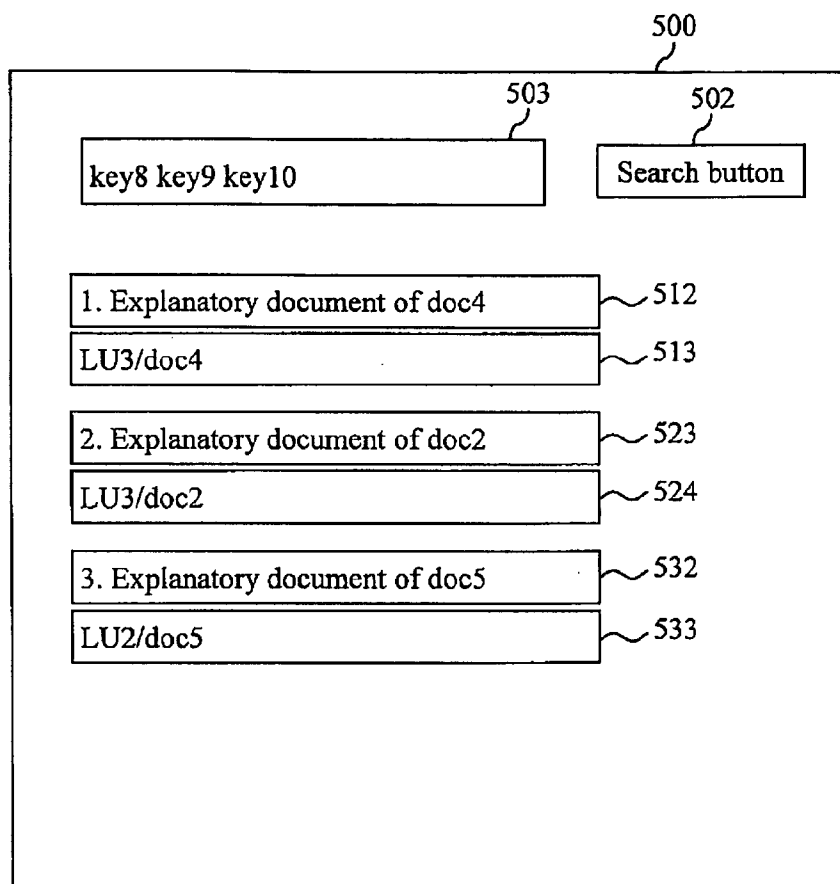 500
503
502
key8 key9 key10
Search button
1. Explanatory document of doc4
512
LU3/doc4
513
2. Explanatory document of doc2
523
LU3/doc2
524
3. Explanatory document of doc5
532
LU2/doc5
533